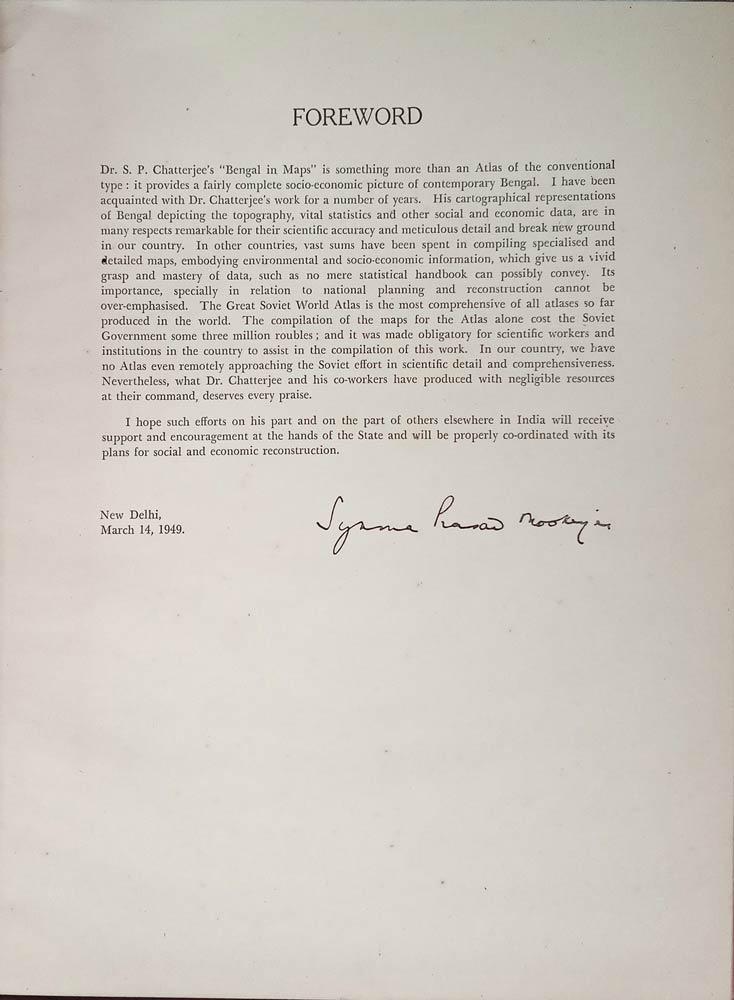 FOREWORD
Dr. S. P. Chatterjee's "Bengal in Maps" is something more than an Atlas of the conventional
type : it provides a fairly complete socio-economic picture of contemporary Bengal. I have been
acquainted with Dr. Chatterjee's work for a number of years. His cartographical representations
of Bengal depicting the topography, vital statistics and other social and economic data, are in
many respects remarkable for their scientific accuracy and meticulous detail and break new ground
in our country. In other countries, vast sums have been spent in compiling specialised and
detailed maps, embodying environmental and socio-economic information, which give us a vivid
grasp and mastery of data, such as no mere statistical handbook can possibly convey. Its
importance, specially in relation to national planning and reconstruction cannot be
over-emphasised. The Great Soviet World Atlas is the most comprehensive of all atlases so far
produced in the world. The compilation of the maps for the Atlas alone cost the Soviet
Government some three million roubles ; and it was made obligatory for scientific workers and
institutions in the country to assist in the compilation of this work. In our country, we have
no Atlas even remotely approaching the Soviet effort in scientific detail and comprehensiveness.
Nevertheless, what Dr. Chatterjee and his co-workers have produced with negligible resources
at their command, deserves every praise.
I hope such efforts on his part and on the part of others elsewhere in India will receive
support and encouragement at the hands of the State and will be properly co-ordinated with its
plans for social and economic reconstruction.
New Delhi,
March 14, 1949.
Syama Prasad Mookerjee